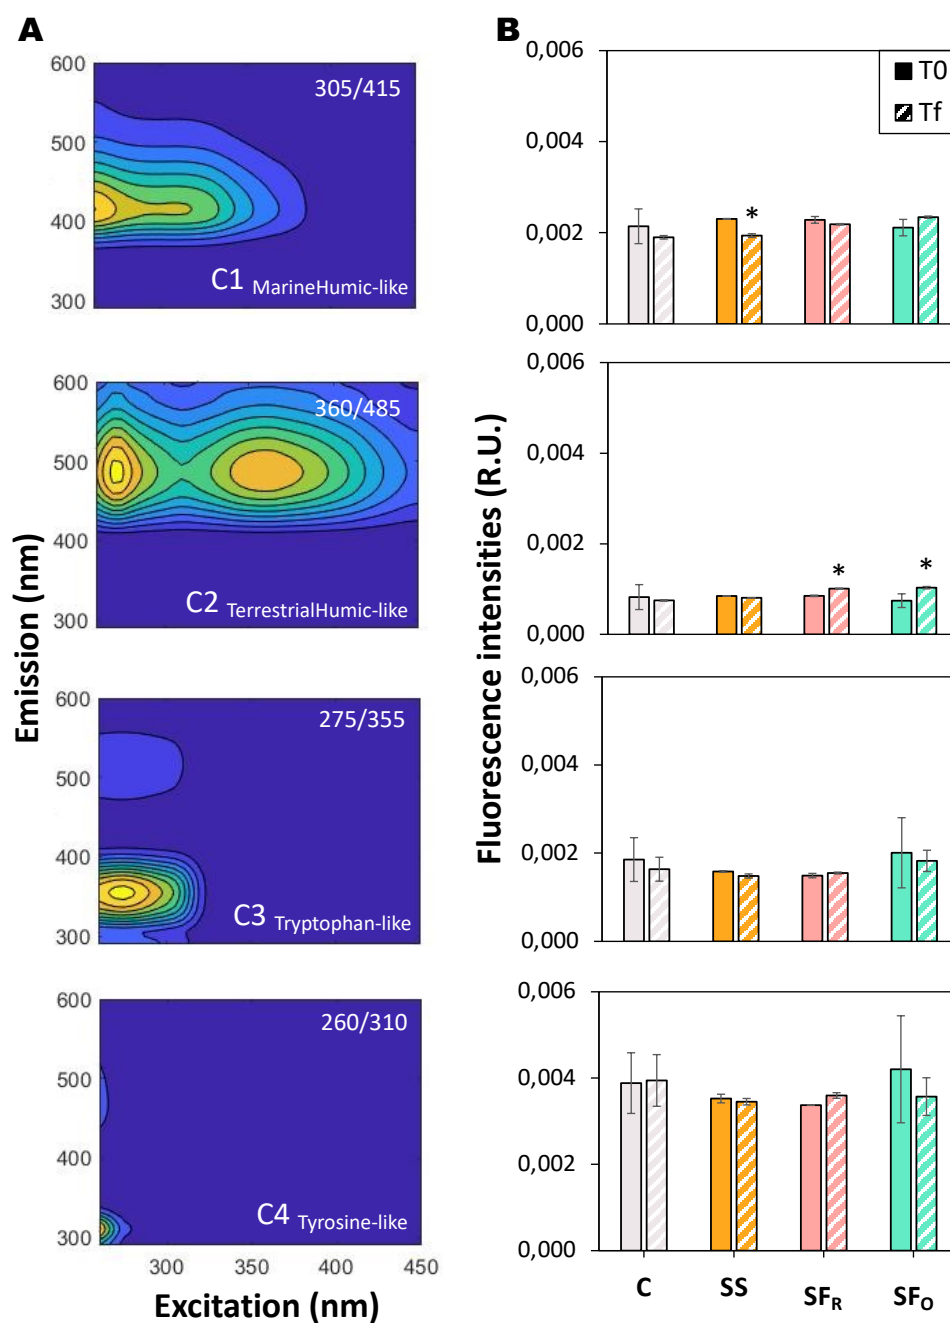 A
B
Emission (nm)
600
500
400
300
305/415
C1 MarineHumic-like
600
500
400
300
360/485
C2 TerrestrialHumic-like
600
500
400
300
275/355
C3 Tryptophan-like
600
500
400
300
260/310
C4 Tyrosine-like
300 350 400 450
Excitation (nm)
Fluorescence intensities (R.U.)
0,006
0,004
0,002
0,000
T0
Tf
*
0,006
0,004
0,002
0,000
* *
0,006
0,004
0,002
0,000
0,006
0,004
0,002
0,000
C SS SFR SFO